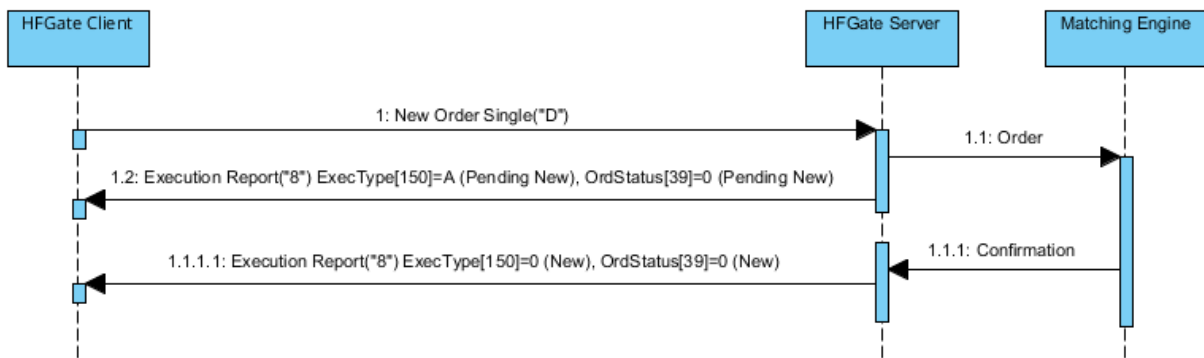 HFGate Client
HFGate Server
Matching Engine
1: New Order Single("D")
1.1: Order
1.2: Execution Report("8") ExecType[150]=A (Pending New), OrdStatus[39]=0 (Pending New)
1.1.1: Confirmation
1.1.1.1: Execution Report("8") ExecType[150]=0 (New), OrdStatus[39]=0 (New)